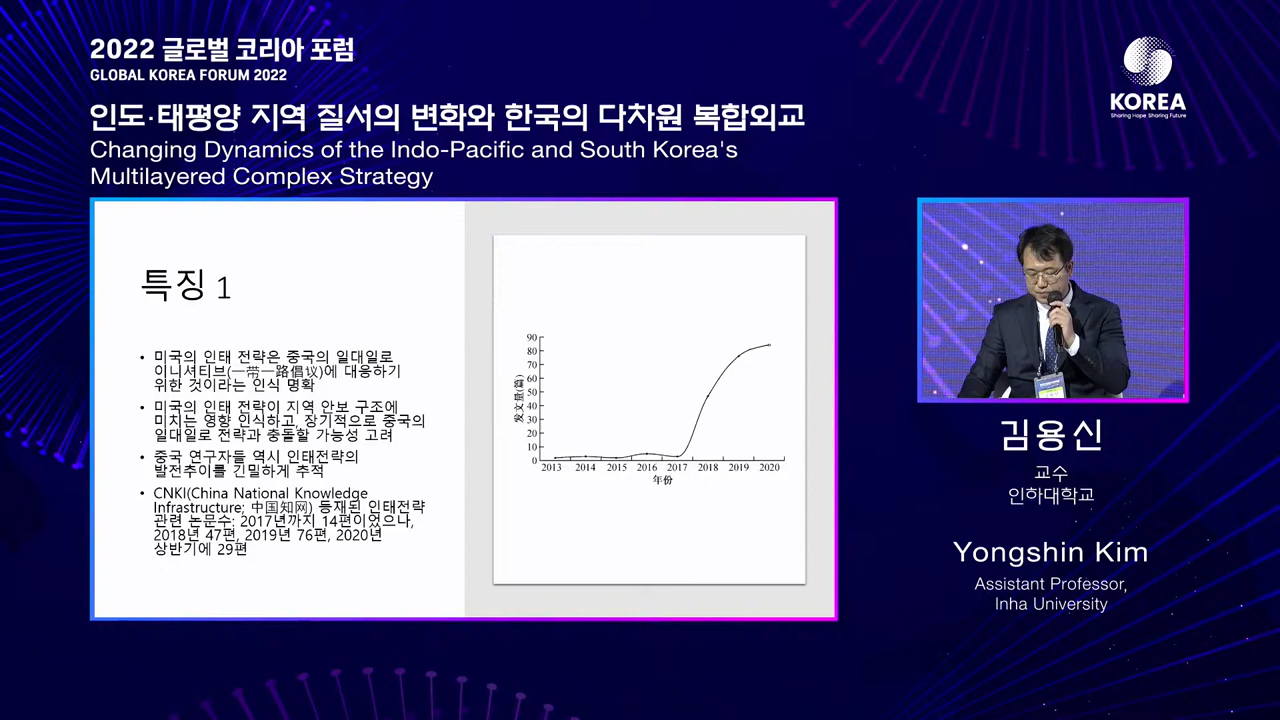 2022 글로벌 코리아 포럼
GLOBAL KOREA FORUM 2022
인도·태평양 지역 질서의 변화와 한국의 다차원 복합외교
Changing Dynamics of the Indo-Pacific and South Korea's
Multilayered Complex Strategy
KOREA
Sharing Hope Sharing Future
특징 1
• 미국의 인태 전략은 중국의 일대일로
이니셔티브(一带一路倡议)에 대응하기
위한 것이라는 인식 명확
• 미국의 인태 전략이 지역 안보 구조에
미치는 영향 인식하고, 장기적으로 중국의
일대일로 전략과 충돌할 가능성 고려
• 중국 연구자들 역시 인태전략의
발전추이를 긴밀하게 추적
• CNKI(China National Knowledge
Infrastructure; 中国知网) 등재된 인태전략
관련 논문수: 2017년까지 14편이었으나,
2018년 47편, 2019년 76편, 2020년
상반기에 29편
发文量(篇)
90
80
70
60
50
40
30
20
10
0
2013 2014 2015 2016 2017 2018 2019 2020
年份
김용신
교수
인하대학교
Yongshin Kim
Assistant Professor,
Inha University